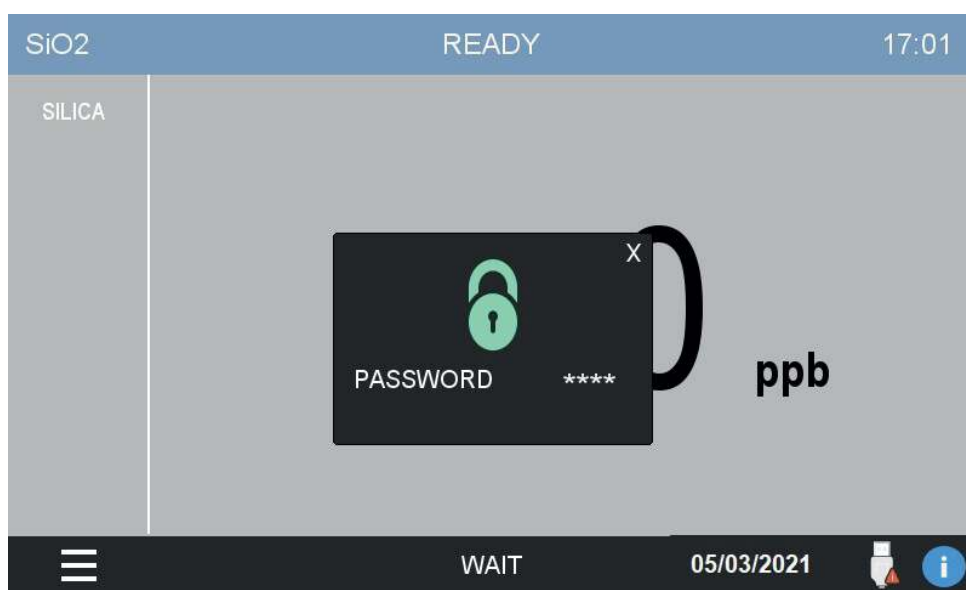 SiO2 READY 17:01
SILICA
X
PASSWORD ****
ppb
WAIT 05/03/2021